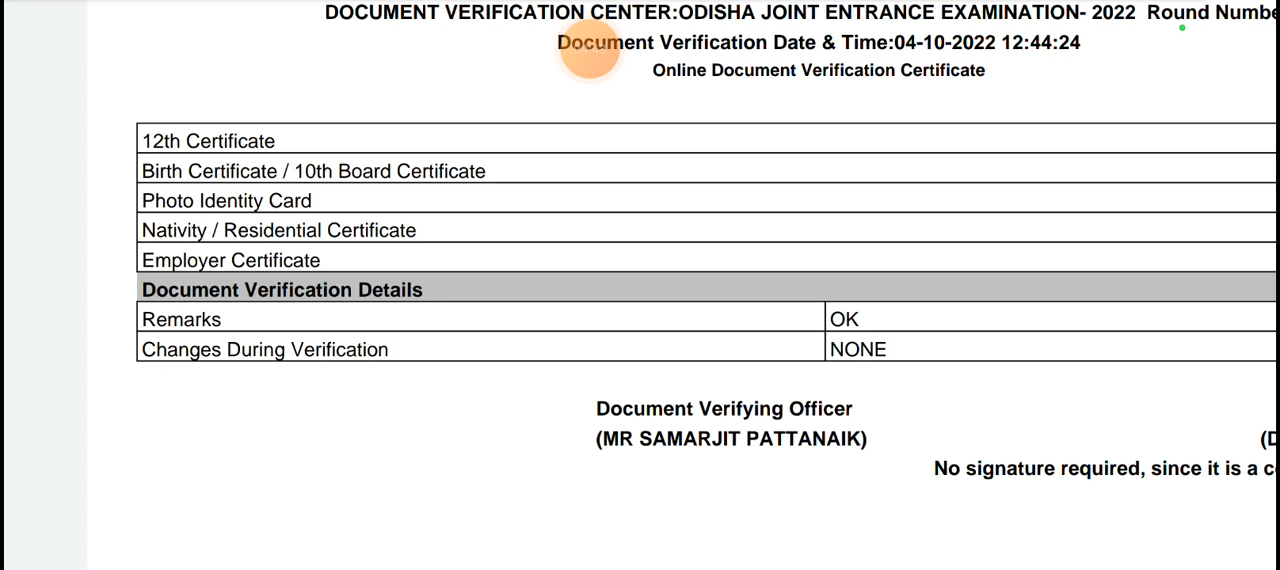 DOCUMENT VERIFICATION CENTER:ODISHA JOINT ENTRANCE EXAMINATION- 2022 Round
Document Verification Date & Time:04-10-2022 12:44:24
Online Document Verification Certificate
12th Certificate
Birth Certificate / 10th Board Certificate
Photo Identity Card
Nativity / Residential Certificate
Employer Certificate
Document Verification Details
Remarks OK
Changes During Verification NONE
Document Verifying Officer
(MR SAMARJIT PATTANAIK)
No signature required, since it is a